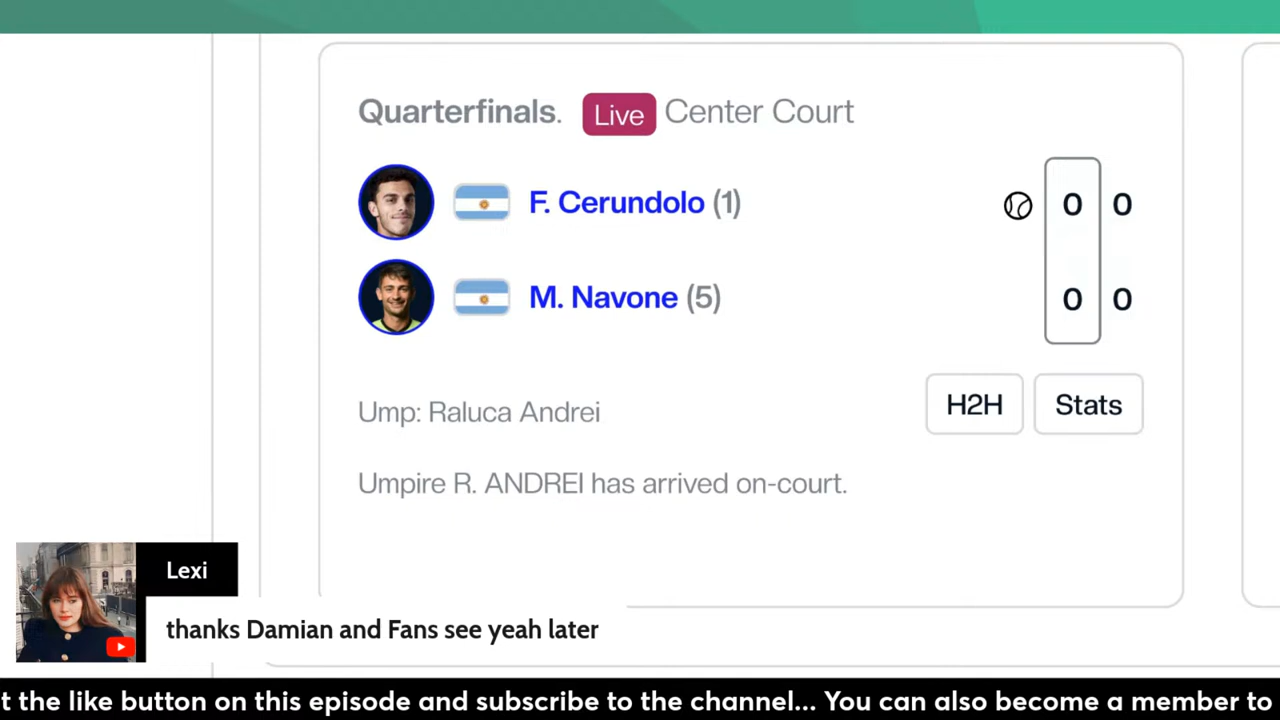 Quarterfinals. Live Center Court
F. Cerundolo (1) 0 0
M. Navone (5) 0 0
H2H Stats
Ump: Raluca Andrei
Umpire R. ANDREI has arrived on-court.
Lexi
thanks Damian and Fans see yeah later
t the like button on this episode and subscribe to the channel... You can also become a member to